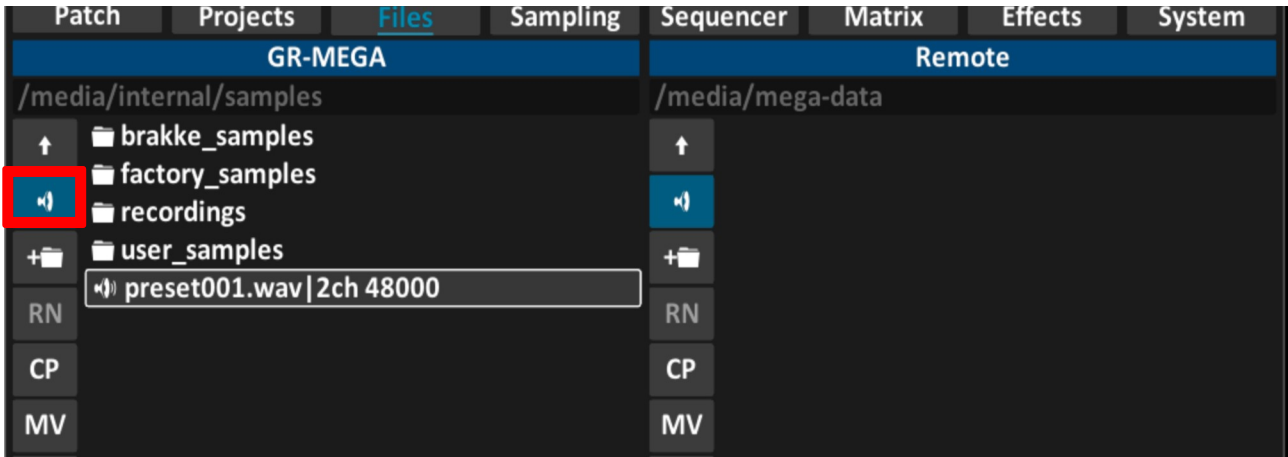 Patch Projects Files Sampling Sequencer Matrix Effects System
GR-MEGA
/media/internal/samples
brakke_samples
factory_samples
recordings
+ user_samples
preset001.wav|2ch 48000
RN
CP
MV
Remote
/media/mega-data
+
RN
CP
MV